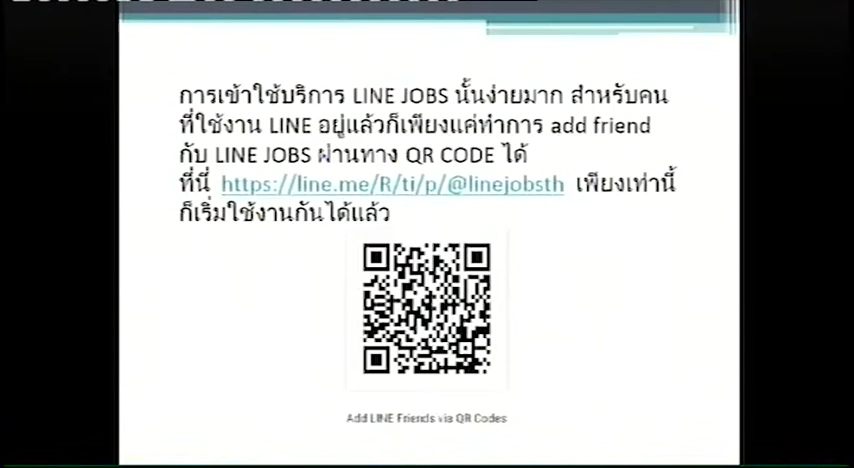 การเข้าใช้บริการ LINE JOBS นั้นง่ายมาก สำหรับคน
ที่ใช้งาน LINE อยู่แล้วก็เพียงแค่ทำการ add friend
กับ LINE JOBS ผ่านทาง QR CODE ได้
ที่นี่ https://line.me/R/ti/p/@linejobsth เพียงเท่านี้
ก็เริ่มใช้งานกันได้แล้ว
Add LINE Friends via QR Codes